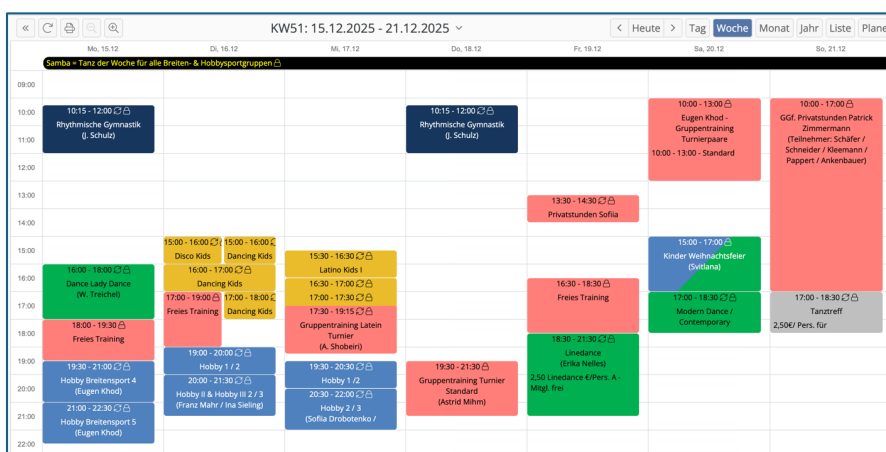 KW51: 15.12.2025 - 21.12.2025
Heute
Tag
Woche
Monat
Jahr
Liste
Plane
Mo, 15.12
Di, 16.12
Mi, 17.12
Do, 18.12
Fr, 19.12
Sa, 20.12
So, 21.12
Samba = Tanz der Woche für alle Breiten- & Hobbysportgruppen
09:00
10:00
11:00
12:00
13:00
14:00
15:00
16:00
17:00
18:00
19:00
20:00
21:00
22:00
10:15 - 12:00
Rhythmische Gymnastik
(J. Schulz)
16:00 - 18:00
Dance Lady Dance
(W. Treichel)
18:00 - 19:30
Freies Training
19:30 - 21:00
Hobby Breitensport 4
(Eugen Khod)
21:00 - 22:30
Hobby Breitensport 5
(Eugen Khod)
15:00 - 16:00
Disco Kids
15:00 - 16:00
Dancing Kids
16:00 - 17:00
Dancing Kids
17:00 - 19:00
Freies Training
17:00 - 18:00
Dancing Kids
19:00 - 20:00
Hobby 1 / 2
20:00 - 21:30
Hobby II & Hobby III 2 / 3
(Franz Mahr / Ina Sieling)
15:30 - 16:30
Latino Kids I
16:30 - 17:00
17:00 - 17:30
17:30 - 19:15
Gruppentraining Latein
Turnier
(A. Shobeiri)
19:30 - 20:30
Hobby 1 /2
20:30 - 22:00
Hobby 2 / 3
(Sofiia Drobotenko /
10:15 - 12:00
Rhythmische Gymnastik
(J. Schulz)
19:30 - 21:30
Gruppentraining Turnier
Standard
(Astrid Mihm)
13:30 - 14:30
Privatstunden Sofiia
16:30 - 18:30
Freies Training
18:30 - 21:30
Linedance
(Erika Nelles)
2,50 Linedance €/Pers. A -
Mitgl. frei
10:00 - 13:00
Eugen Khod -
Gruppentraining
Turnierpaare
10:00 - 13:00 - Standard
15:00 - 17:00
Kinder Weihnachtsfeier
(Svitlana)
17:00 - 18:30
Modern Dance /
Contemporary
10:00 - 17:00
GGf. Privatstunden Patrick
Zimmermann
(Teilnehmer: Schäfer /
Schneider / Kleemann /
Pappert / Ankenbauer)
17:00 - 18:30
Tanztreff
2,50€/ Pers. für